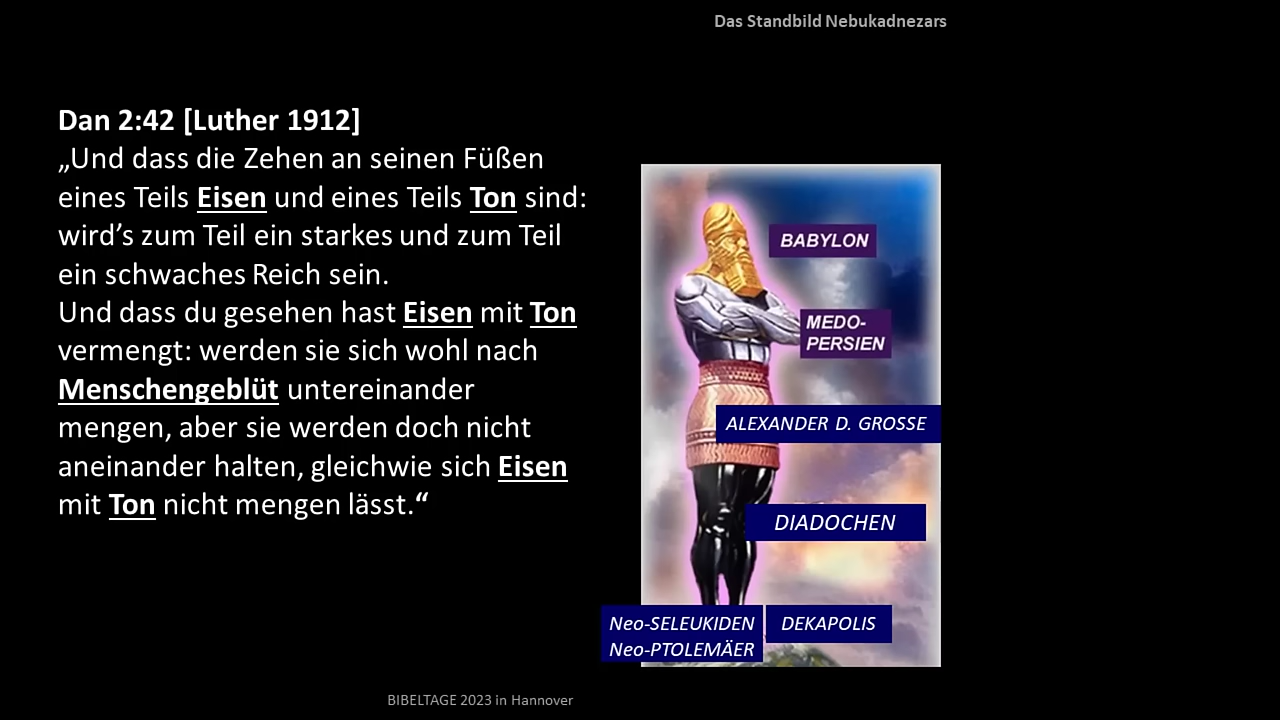 Das Standbild Nebukadnezars
Dan 2:42 [Luther 1912]
„Und dass die Zehen an seinen Füßen
eines Teils Eisen und eines Teils Ton sind:
wird’s zum Teil ein starkes und zum Teil
ein schwaches Reich sein.
Und dass du gesehen hast Eisen mit Ton
vermengt: werden sie sich wohl nach
Menschengeblüt untereinander
mengen, aber sie werden doch nicht
aneinander halten, gleichwie sich Eisen
mit Ton nicht mengen lässt.“
BABYLON
MEDO-
PERSIEN
ALEXANDER D. GROSSE
DIADOCHEN
Neo-SELEUKIDEN
Neo-PTOLEMÄER
DEKAPOLIS
BIBELTAGE 2023 in Hannover